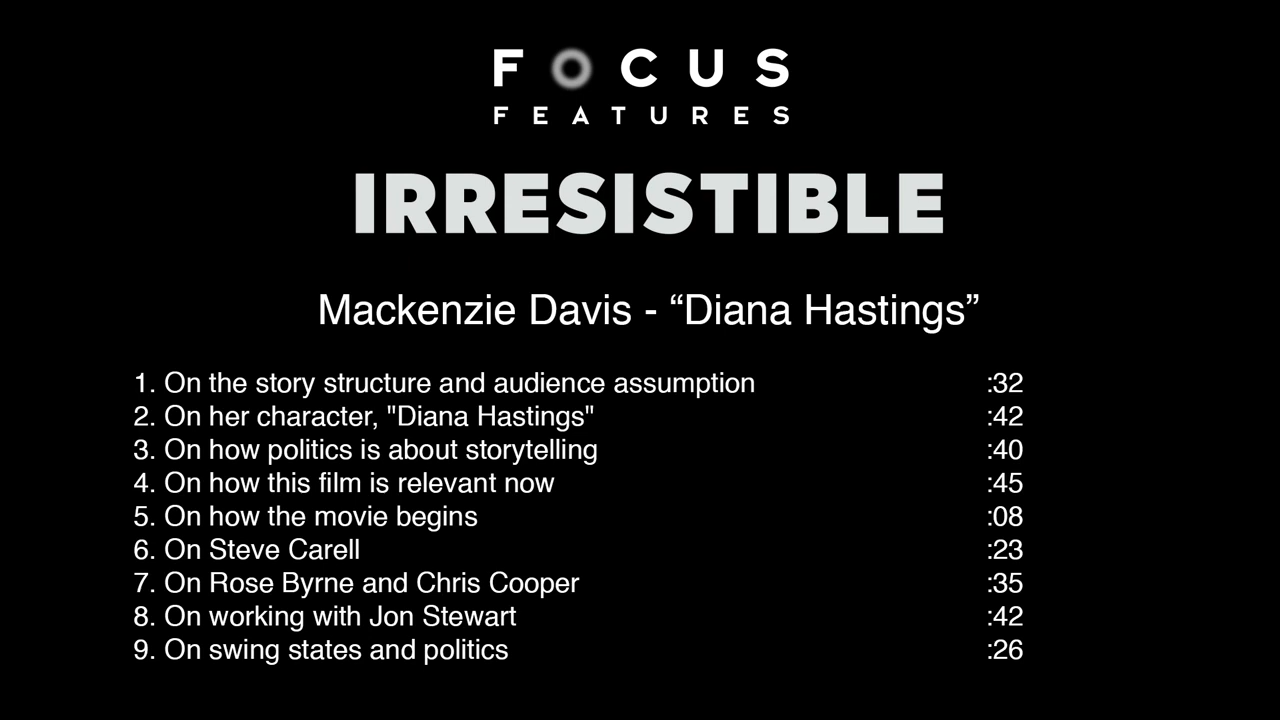 FOCUS
FEATURES
IRRESISTIBLE
Mackenzie Davis - “Diana Hastings”
1. On the story structure and audience assumption :32
2. On her character, "Diana Hastings" :42
3. On how politics is about storytelling :40
4. On how this film is relevant now :45
5. On how the movie begins :08
6. On Steve Carell :23
7. On Rose Byrne and Chris Cooper :35
8. On working with Jon Stewart :42
9. On swing states and politics :26